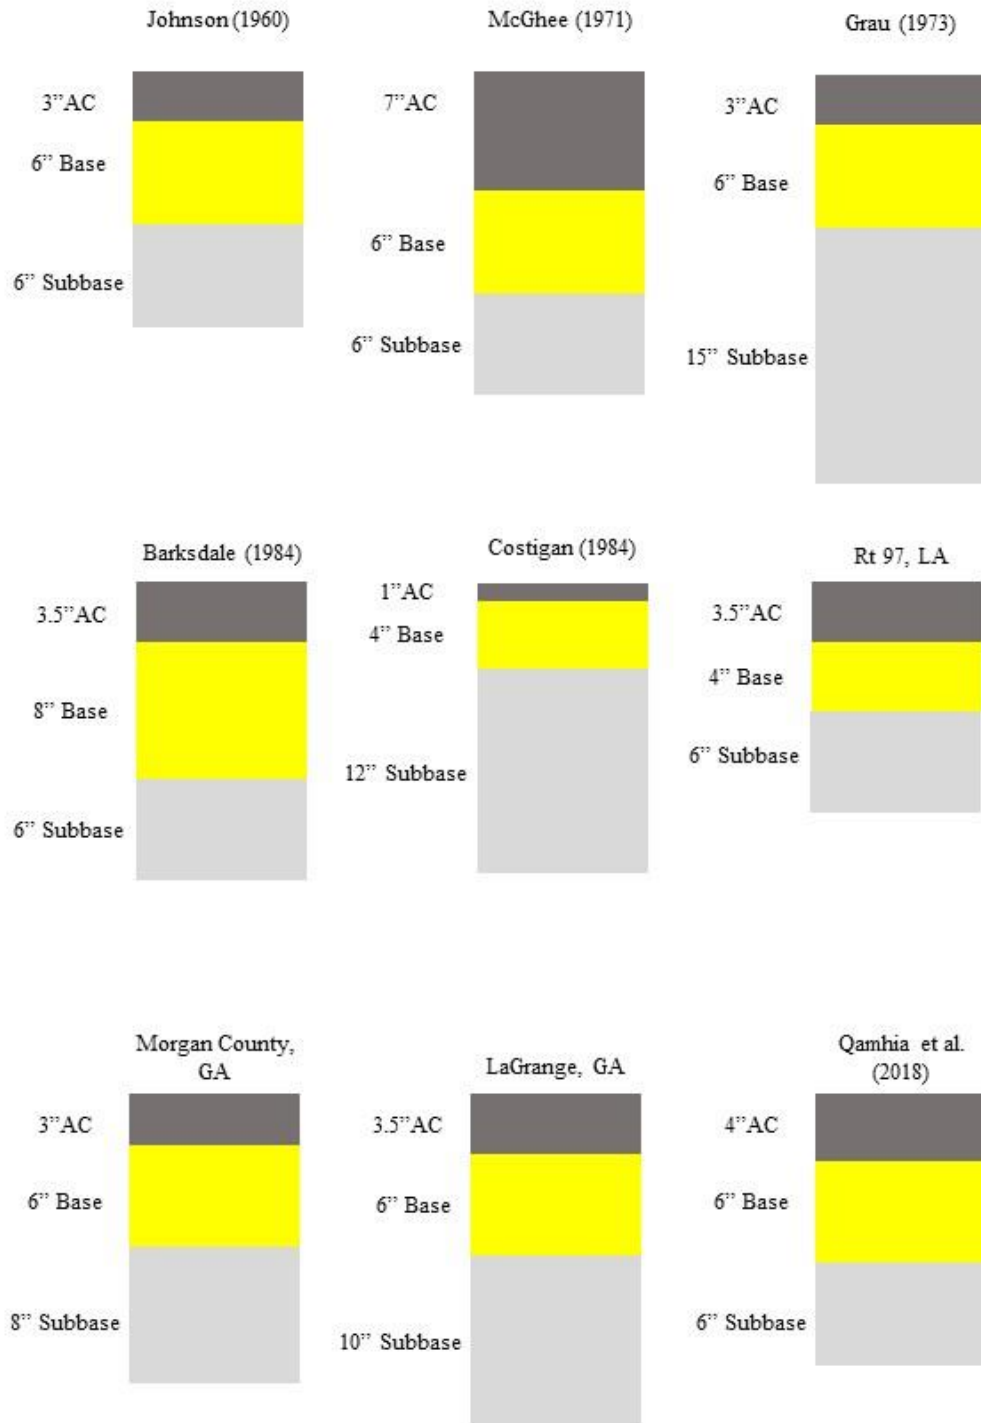 Johnson (1960)
3”AC
6” Base
6” Subbase
McGhee (1971)
7”AC
6” Base
6” Subbase
Grau (1973)
3”AC
6” Base
15” Subbase
Barksdale (1984)
3.5”AC
8” Base
6” Subbase
Costigan (1984)
1”AC
4” Base
12” Subbase
Rt 97, LA
3.5”AC
4” Base
6” Subbase
Morgan County,
GA
3”AC
6” Base
8” Subbase
LaGrange, GA
3.5”AC
6” Base
10” Subbase
Qamhia et al.
(2018)
4”AC
6” Base
6” Subbase